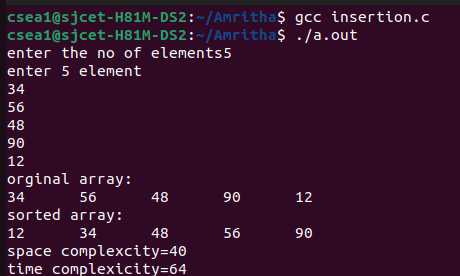 csea1@sjcet-H81M-DS2:~/Amritha$ gcc insertion.c
csea1@sjcet-H81M-DS2:~/Amritha$ ./a.out
enter the no of elements5
enter 5 element
34
56
48
90
12
orginal array:
34 56 48 90 12
sorted array:
12 34 48 56 90
space complexcity=40
time complexicity=64